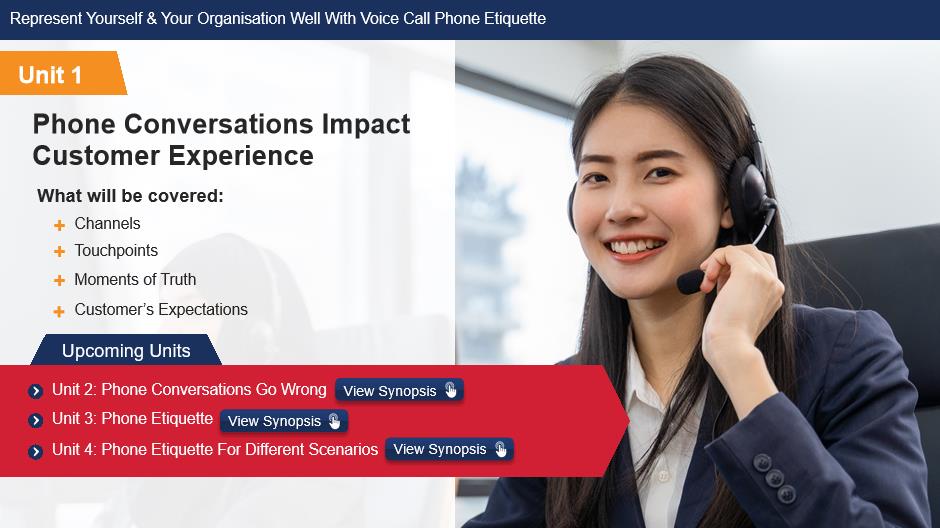 Represent Yourself & Your Organisation Well With Voice Call Phone Etiquette
Unit 1
Phone Conversations Impact
Customer Experience
What will be covered:
Channels
Touchpoints
Moments of Truth
Customer’s Expectations
Upcoming Units
Unit 2: Phone Conversations Go Wrong View Synopsis
Unit 3: Phone Etiquette View Synopsis
Unit 4: Phone Etiquette For Different Scenarios View Synopsis